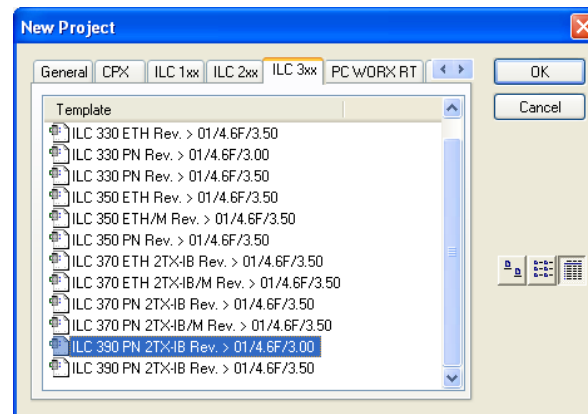 New Project
General CPX ILC 1xx ILC 2xx ILC 3xx PC WORX RT
OK
Cancel
Template
ILC 330 ETH Rev. > 01/4.6F/3.50
ILC 330 PN Rev. > 01/4.6F/3.00
ILC 330 PN Rev. > 01/4.6F/3.50
ILC 350 ETH Rev. > 01/4.6F/3.50
ILC 350 ETH/M Rev. > 01/4.6F/3.50
ILC 350 PN Rev. > 01/4.6F/3.50
ILC 370 ETH 2TX-IB Rev. > 01/4.6F/3.50
ILC 370 ETH 2TX-IB/M Rev. > 01/4.6F/3.50
ILC 370 PN 2TX-IB Rev. > 01/4.6F/3.50
ILC 370 PN 2TX-IB/M Rev. > 01/4.6F/3.50
ILC 390 PN 2TX-IB Rev. > 01/4.6F/3.00
ILC 390 PN 2TX-IB Rev. > 01/4.6F/3.50